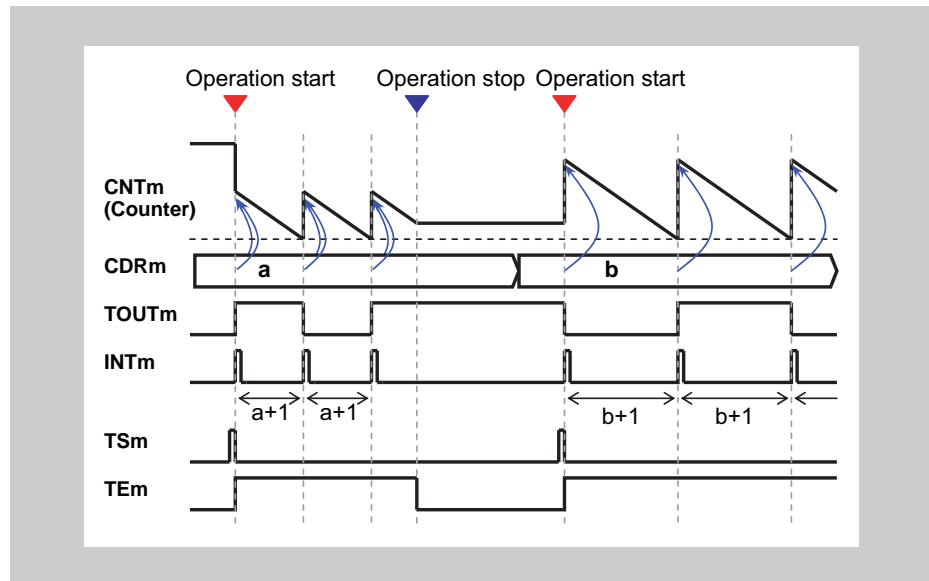 Operation start Operation stop Operation start
CNTm
(Counter)
CDRm a b
TOUTm
INTm
a+1 a+1 b+1 b+1
TSm
TEm